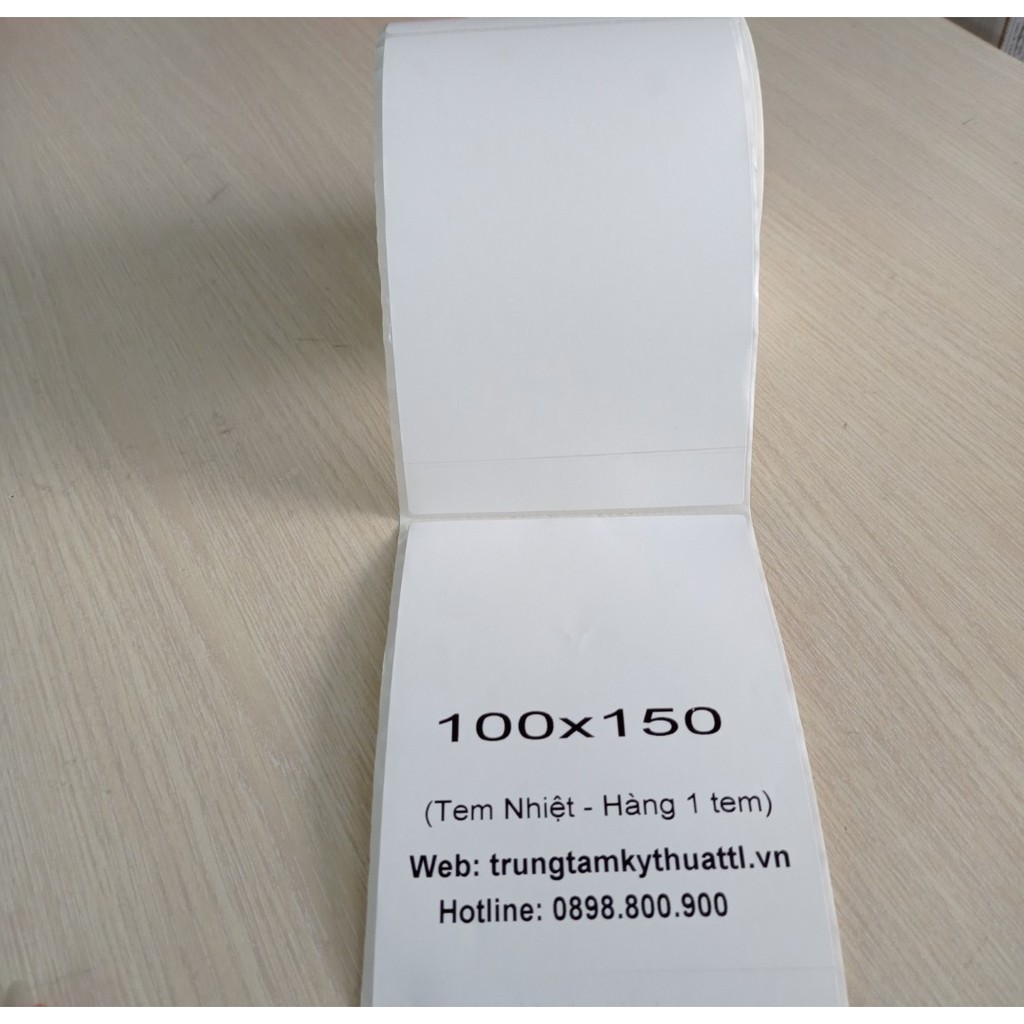 100x150
(Tem Nhiệt - Hàng 1 tem)
Web: trungtamkythuattl.vn
Hotline: 0898.800.900